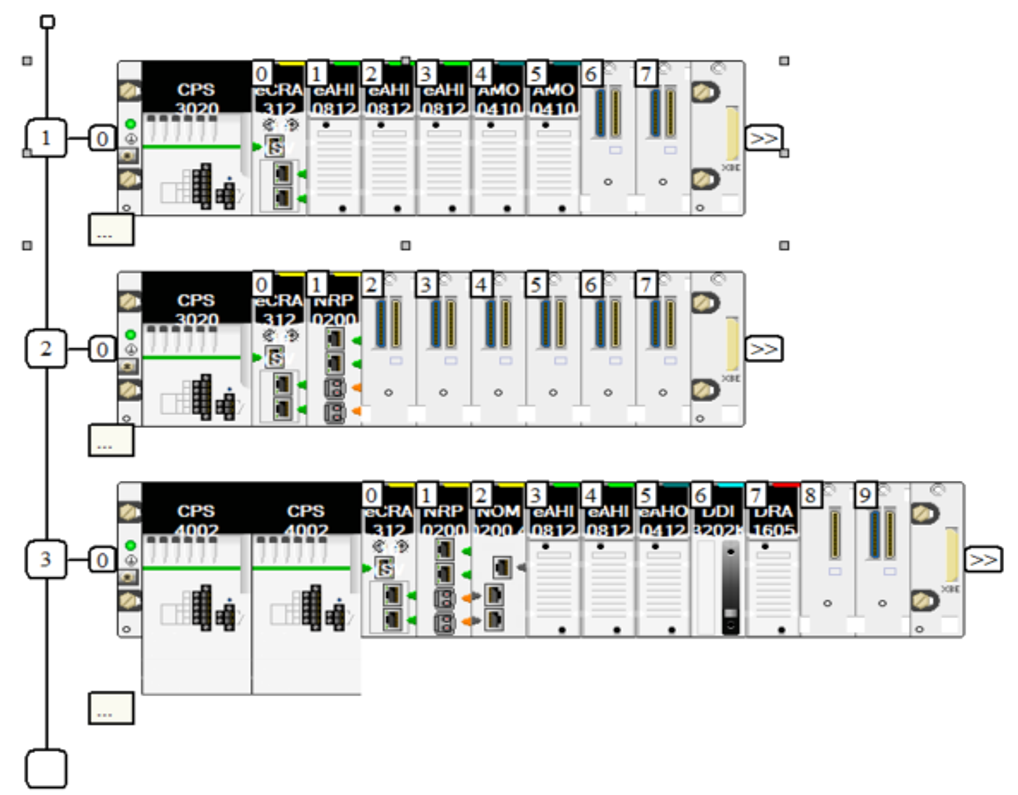 0 1 2 3 4 5 6 7
CPS eCRA eAHI eAHI eAHI AMO AMO
3020 312 0812 0812 0812 0410 0410
1 0 >>
XBE
...
0 1 2 3 4 5 6 7
CPS eCRA NRP
3020 312 0200
2 0 >>
XBE
...
0 1 2 3 4 5 6 7 8 9
CPS CPS eCRA NRP NOM eAHI eAHI eAHO DDI DRA
4002 4002 312 0200 0200. 0812 0812 0412 3202K 1605
3 0 >>
XBE
...